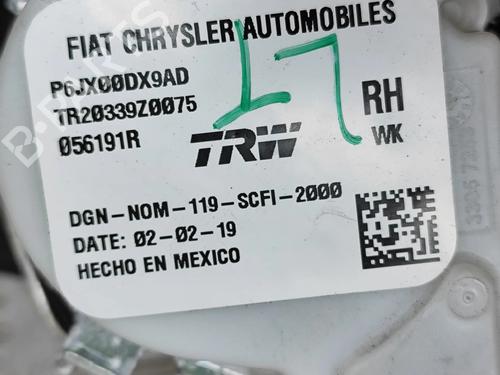 FIAT CHRYSLER AUTOMOBILES
P6JX00DX9AD
TR20339Z0075
056191R
TRW
RH
WK
DGN-NOM-119-SCFI-2000
DATE: 02-02-19
HECHO EN MEXICO
B-PARTS